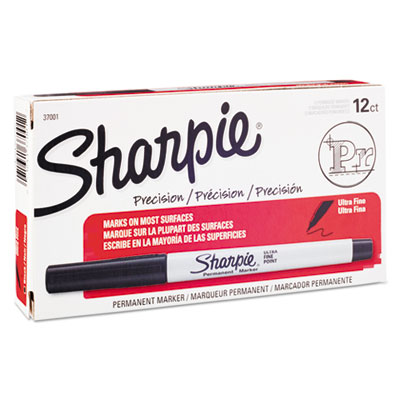 37001
12ct
Sharpie®
Pr
Precision / Précision / Precisión
MARKS ON MOST SURFACES
MARQUE SUR LA PLUPART DES SURFACES
ESCRIBE EN LA MAYORÍA DE LAS SUPERFICIES
Ultra Fine
Ultra Fina
Sharpie
ULTRA
FINE
POINT
Permanent Marker
PERMANENT MARKER / MARQUEUR PERMANENT / MARCADOR PERMANENTE